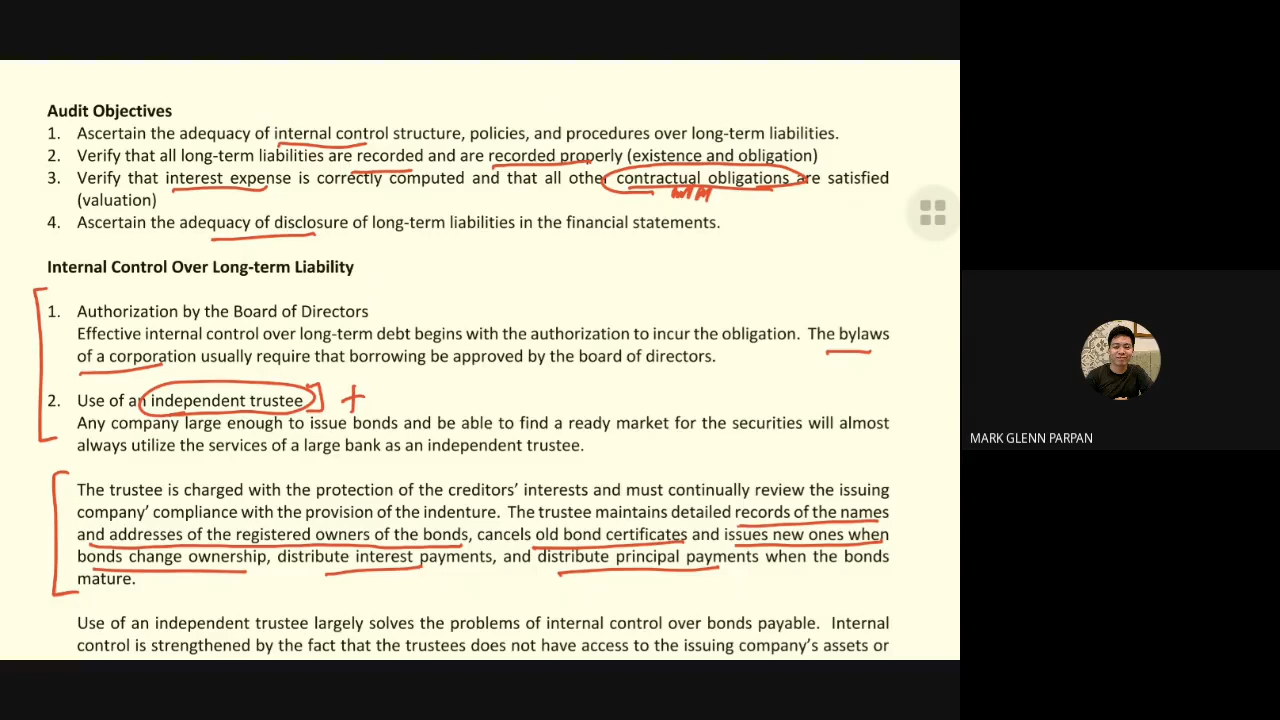 Audit Objectives
1. Ascertain the adequacy of internal control structure, policies, and procedures over long-term liabilities.
2. Verify that all long-term liabilities are recorded and are recorded properly (existence and obligation)
3. Verify that interest expense is correctly computed and that all other contractual obligations are satisfied
(valuation)
4. Ascertain the adequacy of disclosure of long-term liabilities in the financial statements.
Internal Control Over Long-term Liability
1. Authorization by the Board of Directors
Effective internal control over long-term debt begins with the authorization to incur the obligation. The bylaws
of a corporation usually require that borrowing be approved by the board of directors.
2. Use of an independent trustee +
Any company large enough to issue bonds and be able to find a ready market for the securities will almost
always utilize the services of a large bank as an independent trustee.
The trustee is charged with the protection of the creditors' interests and must continually review the issuing
company' compliance with the provision of the indenture. The trustee maintains detailed records of the names
and addresses of the registered owners of the bonds, cancels old bond certificates and issues new ones when
bonds change ownership, distribute interest payments, and distribute principal payments when the bonds
mature.
Use of an independent trustee largely solves the problems of internal control over bonds payable. Internal
control is strengthened by the fact that the trustees does not have access to the issuing company's assets or
MARK GLENN PARPAN